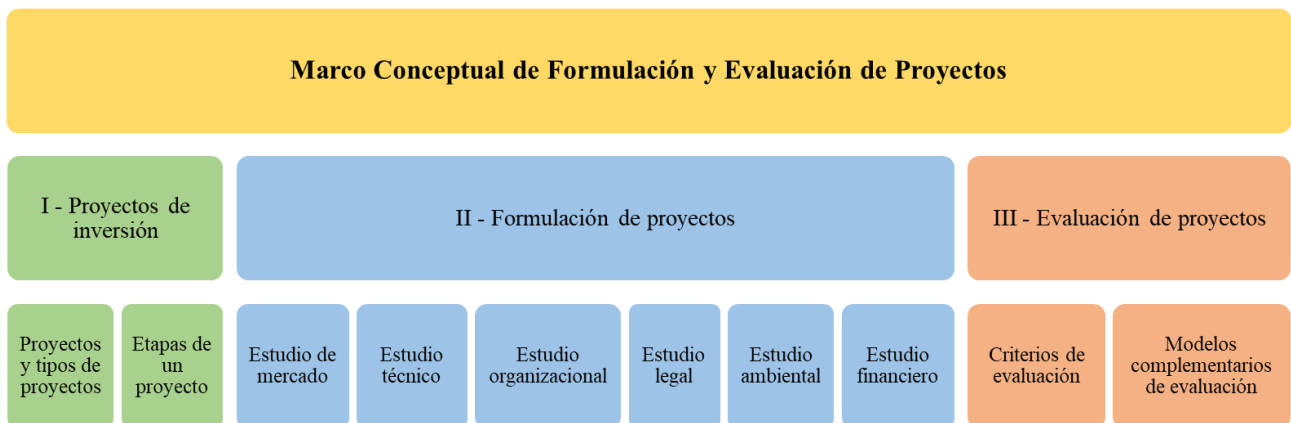 Marco Conceptual de Formulación y Evaluación de Proyectos
I - Proyectos de
inversión
II - Formulación de proyectos
III - Evaluación de proyectos
Proyectos
y tipos de
proyectos
Etapas de
un
proyecto
Estudio de
mercado
Estudio
técnico
Estudio
organizacional
Estudio
legal
Estudio
ambiental
Estudio
financiero
Criterios de
evaluación
Modelos
complementarios
de evaluación